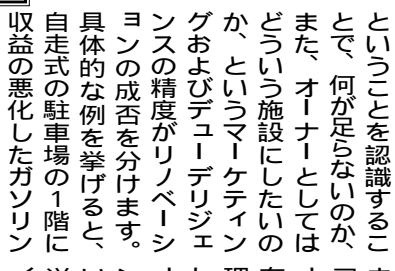 ということを認識するこ
とで、何が足らないのか、
また、オーナーとしては
どういう施設にしたいの
か、というマーケティン
グおよびデューデリジェ
ンスの精度がリノベーシ
ョンの成否を分けます。
具体的な例を挙げると、
自走式の駐車場の1階に
収益の悪化したガソリン